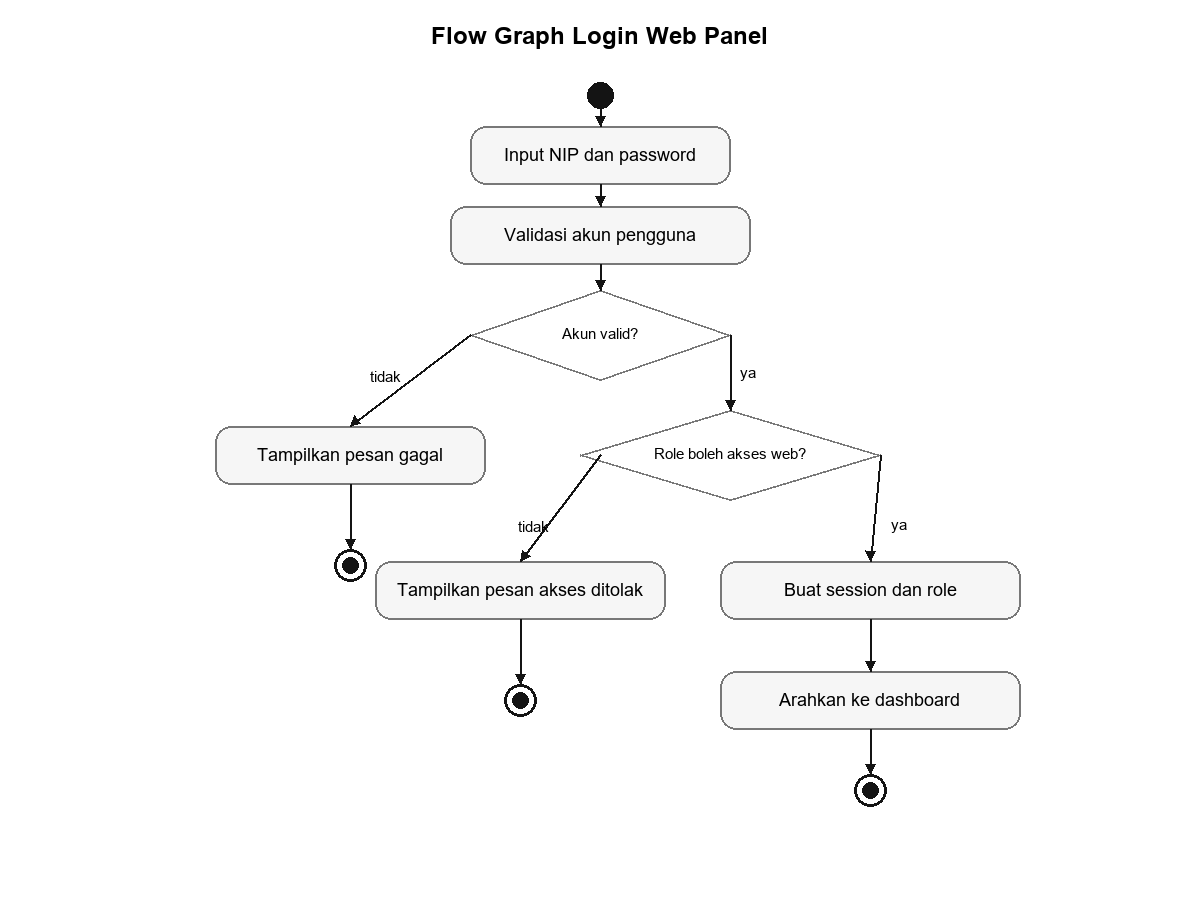 Flow Graph Login Web Panel
Input NIP dan password
Validasi akun pengguna
Akun valid?
tidak
ya
Tampilkan pesan gagal
Role boleh akses web?
tidak
ya
Tampilkan pesan akses ditolak
Buat session dan role
Arahkan ke dashboard